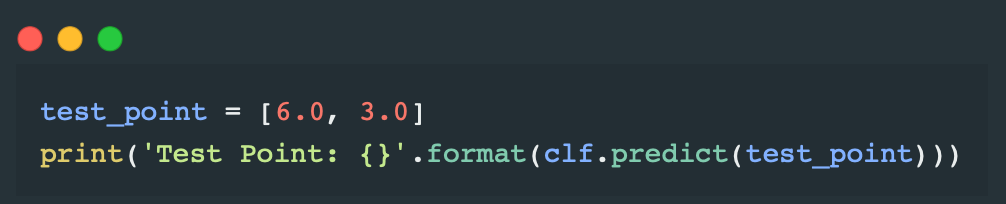 test_point = [6.0, 3.0]
print('Test Point: {}'.format(clf.predict(test_point)))